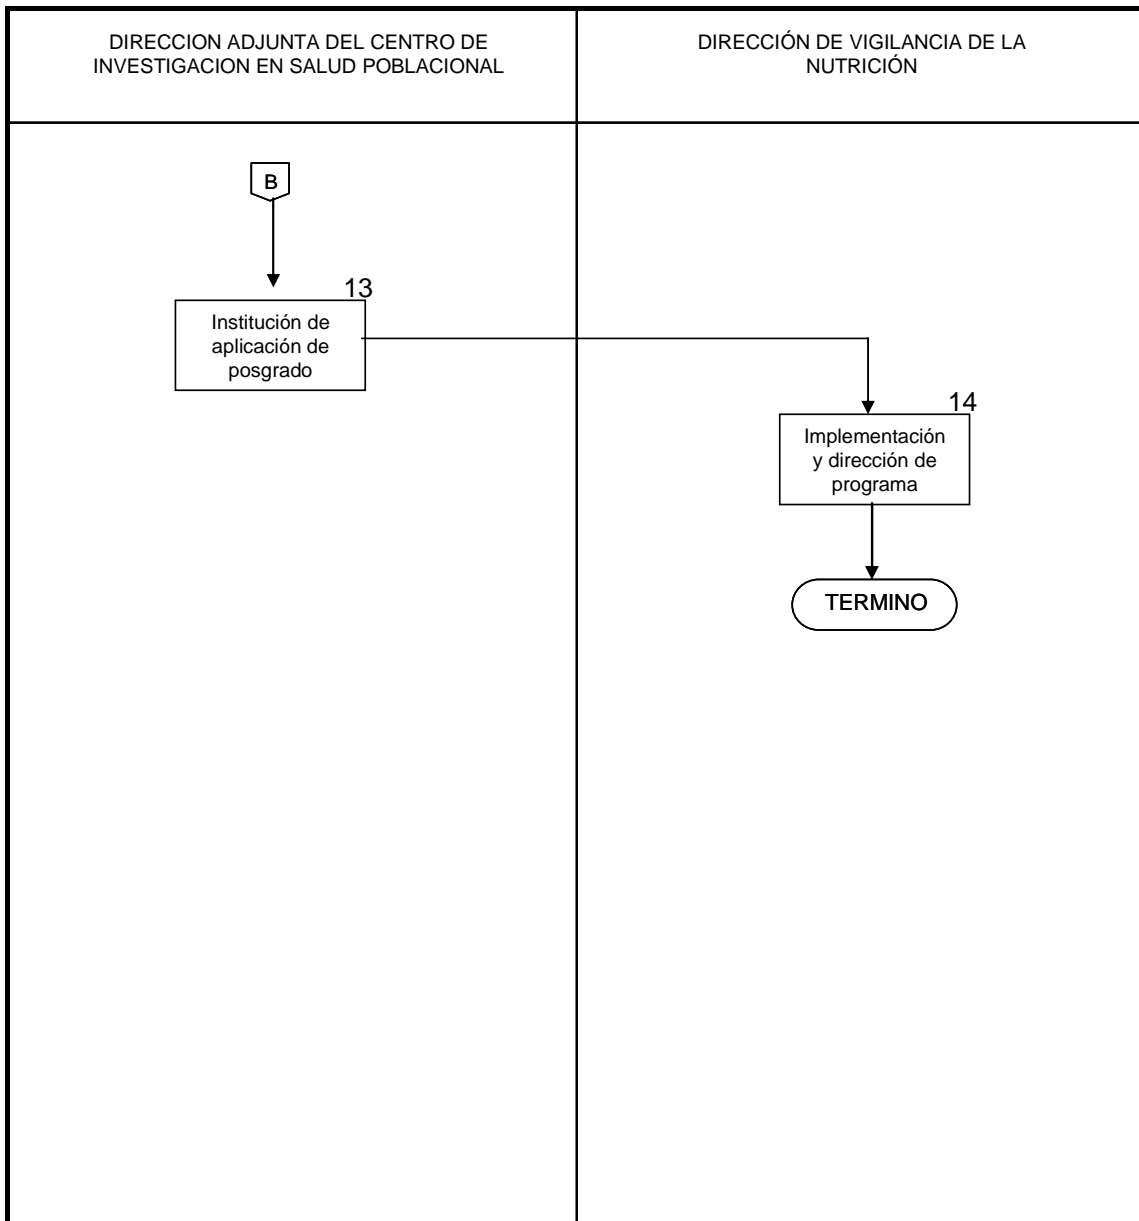 DIRECCION ADJUNTA DEL CENTRO DE
INVESTIGACION EN SALUD POBLACIONAL
DIRECCIÓN DE VIGILANCIA DE LA
NUTRICIÓN
B
13
Institución de
aplicación de
posgrado
14
Implementación
y dirección de
programa
TERMINO